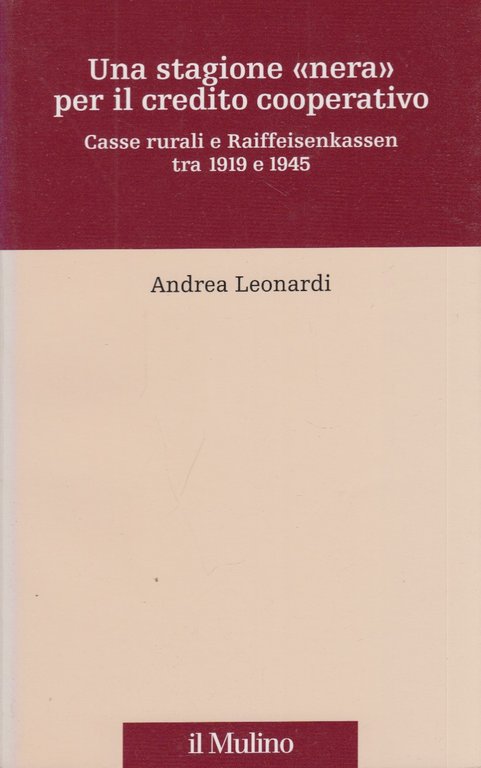 Una stagione «nera»
per il credito cooperativo
Casse rurali e Raiffeisenkassen
tra 1919 e 1945
Andrea Leonardi
il Mulino